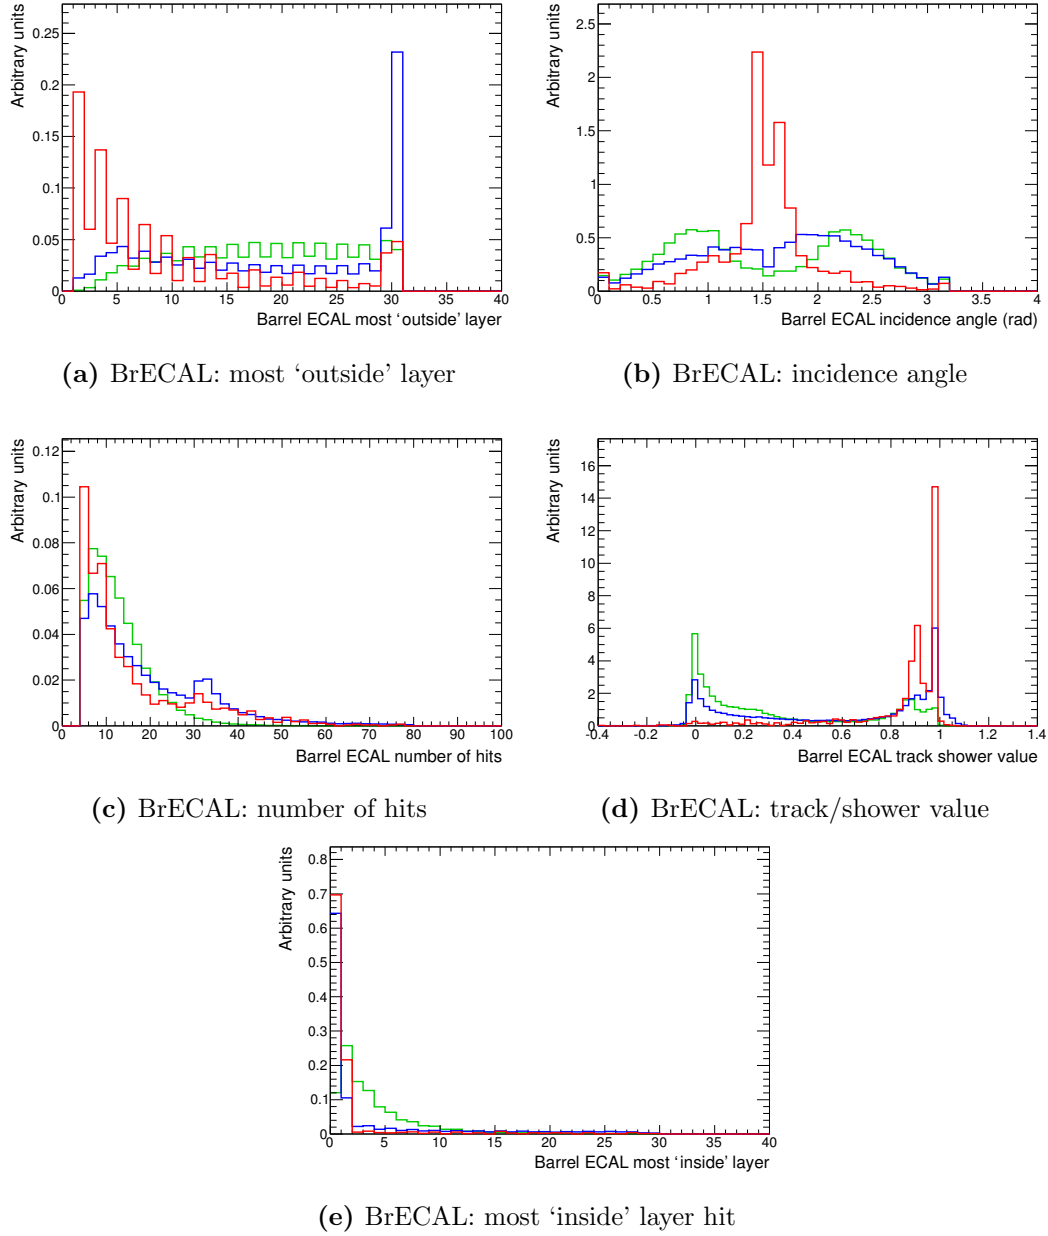 Arbitrary units
0.25
0.2
0.15
0.1
0.05
0
0 5 10 15 20 25 30 35 40
Barrel ECAL most ‘outside’ layer
(a) BrECAL: most ‘outside’ layer
Arbitrary units
2.5
2
1.5
1
0.5
0
0 0.5 1 1.5 2 2.5 3 3.5 4
Barrel ECAL incidence angle (rad)
(b) BrECAL: incidence angle
Arbitrary units
0.12
0.1
0.08
0.06
0.04
0.02
0
0 10 20 30 40 50 60 70 80 90 100
Barrel ECAL number of hits
(c) BrECAL: number of hits
Arbitrary units
16
14
12
10
8
6
4
2
0
-0.4 -0.2 0 0.2 0.4 0.6 0.8 1 1.2 1.4
Barrel ECAL track shower value
(d) BrECAL: track/shower value
Arbitrary units
0.8
0.7
0.6
0.5
0.4
0.3
0.2
0.1
0
0 5 10 15 20 25 30 35 40
Barrel ECAL most ‘inside’ layer
(e) BrECAL: most ‘inside’ layer hit